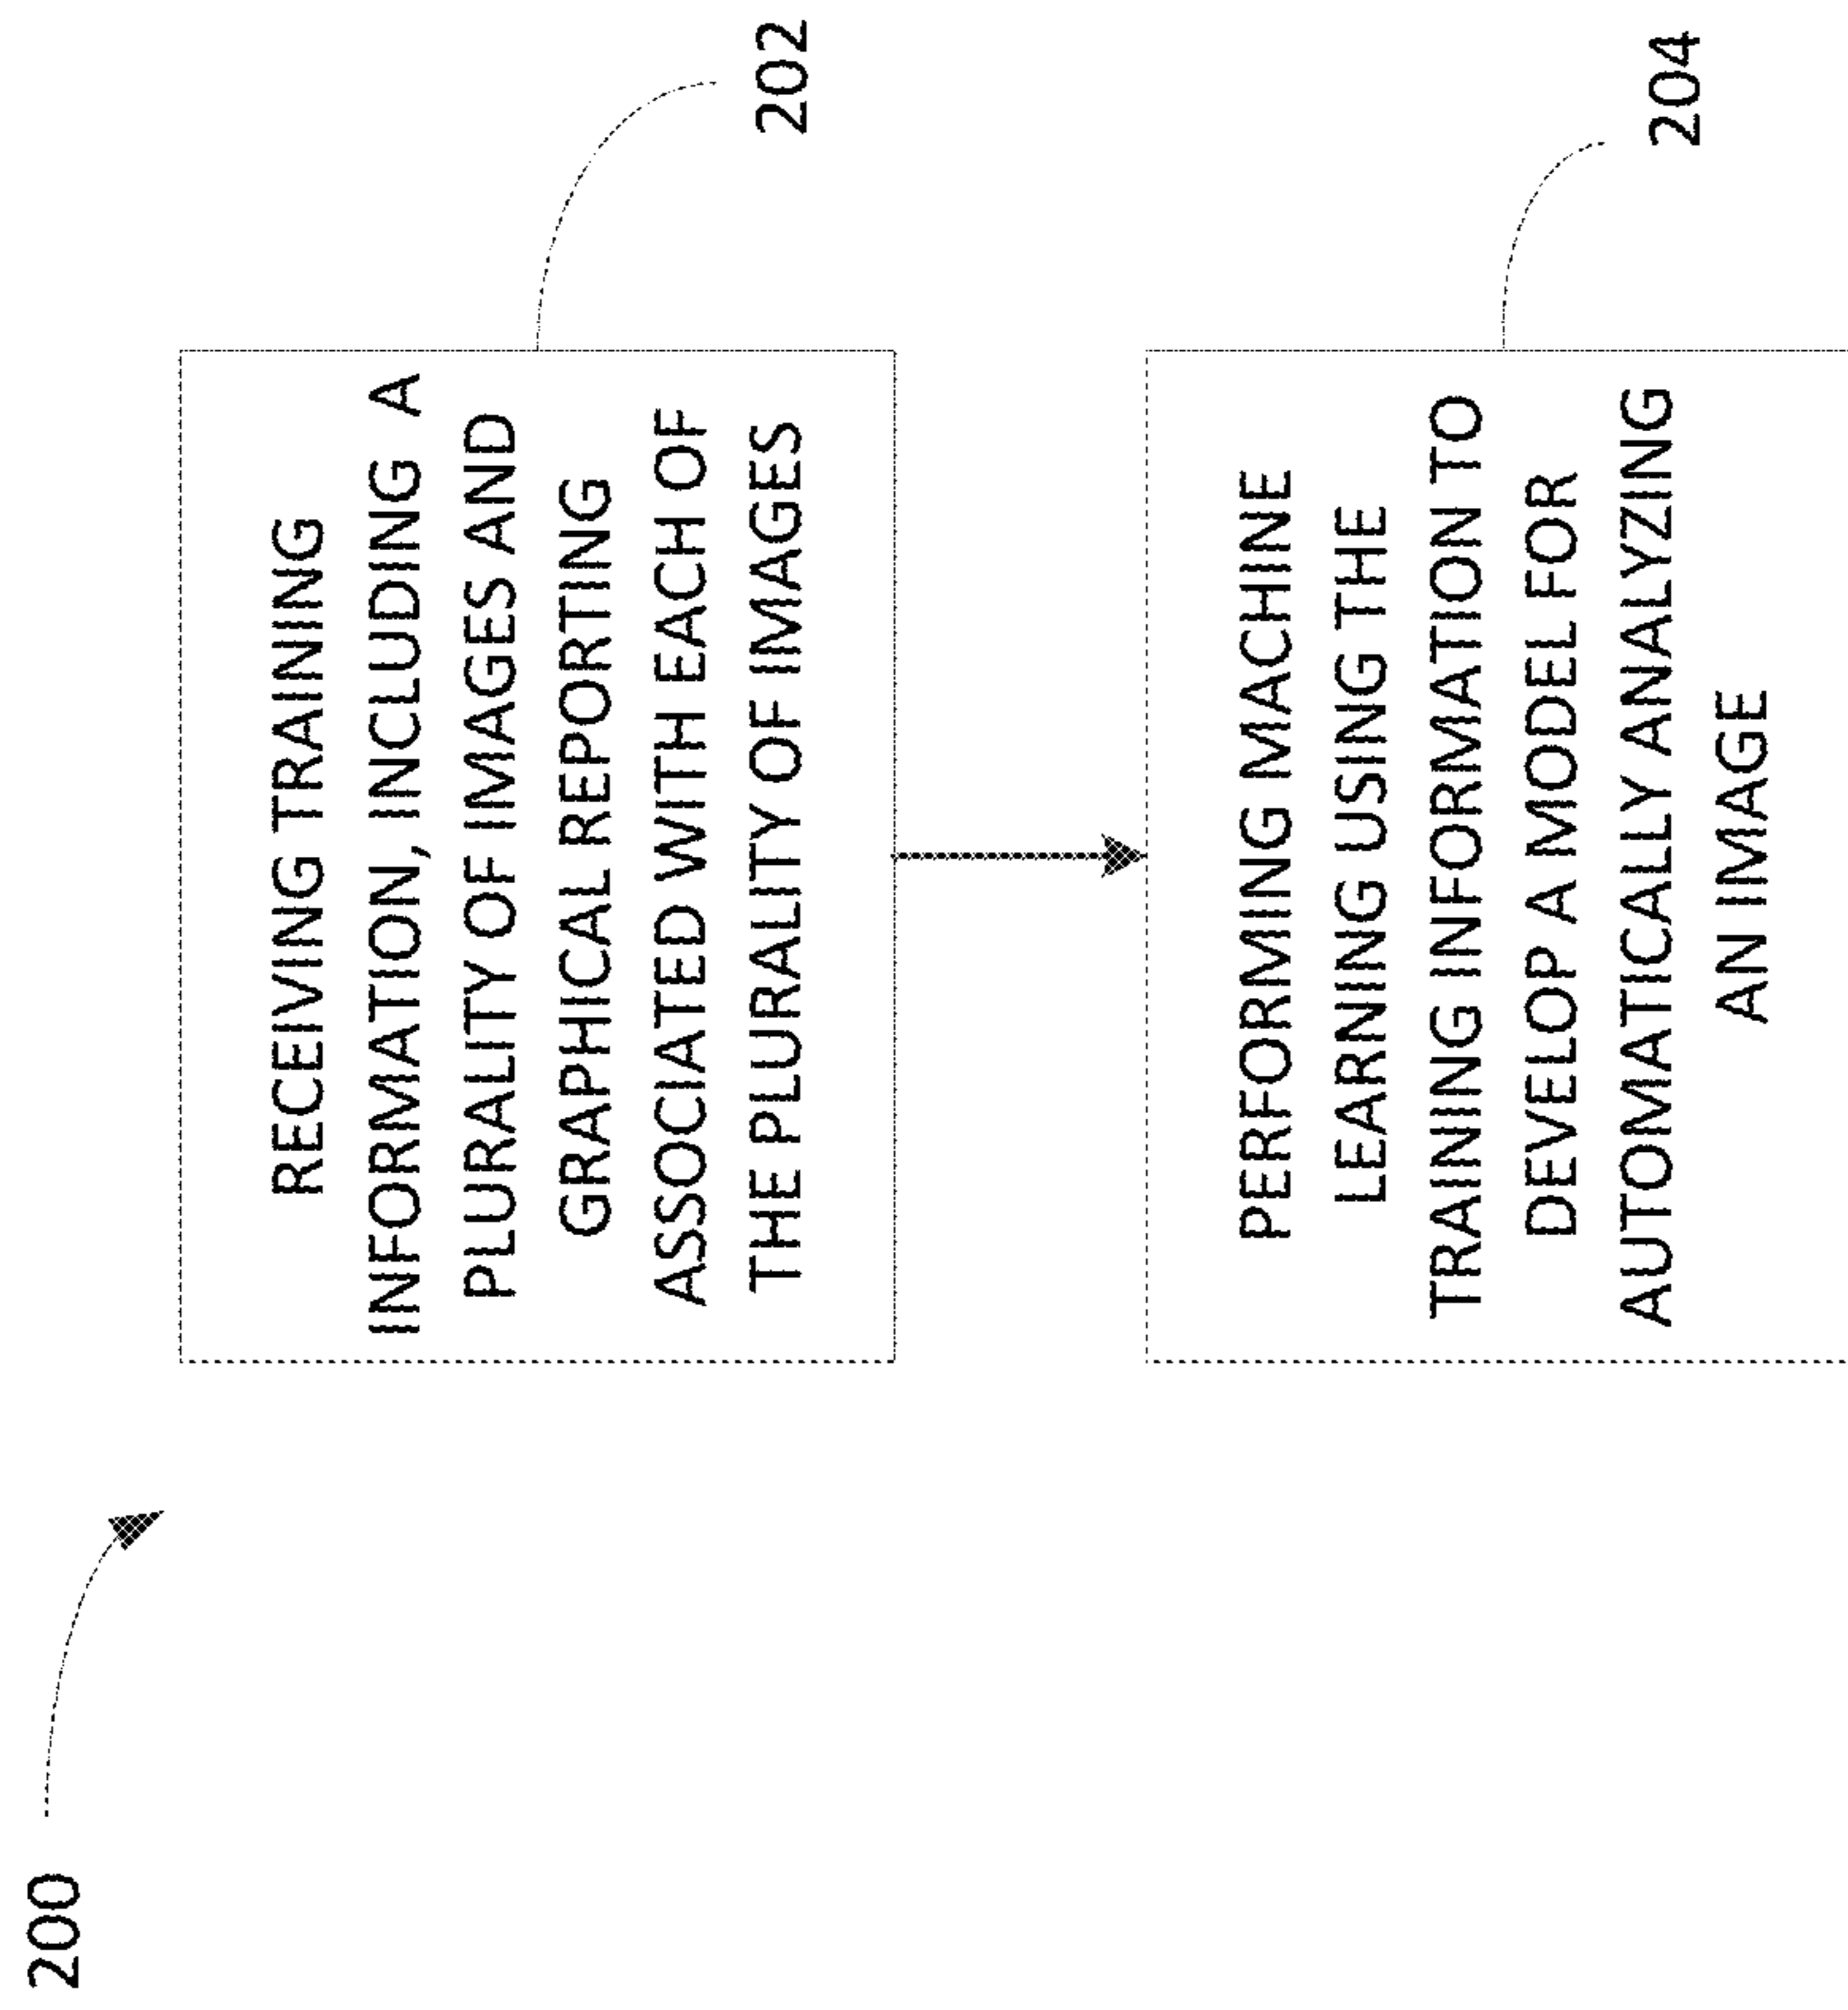 200
RECEIVING TRAINING
INFORMATION, INCLUDING A
PLURALITY OF IMAGES AND
GRAPHICAL REPORTING
ASSOCIATED WITH EACH OF
THE PLURALITY OF IMAGES
202
PERFORMING MACHINE
LEARNING USING THE
TRAINING INFORMATION TO
DEVELOP A MODEL FOR
AUTOMATICALLY ANALYZING
AN IMAGE
204